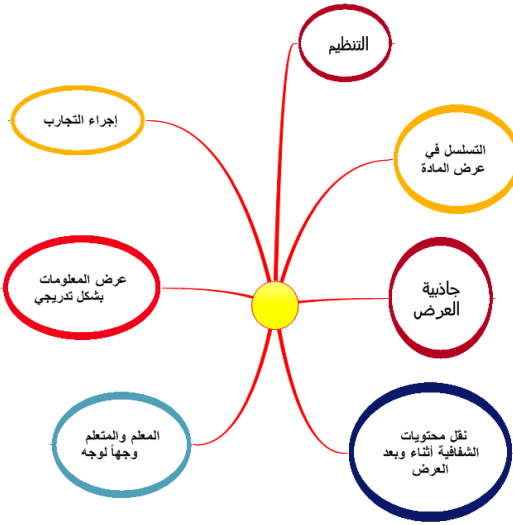 التنظيم
التسلسل في
عرض المادة
جاذبية
العرض
نقل محتويات
الشفافية أثناء وبعد
العرض
المعلم والمتعلم
وجهاً لوجه
عرض المعلومات
بشكل تدريجي
إجراء التجارب